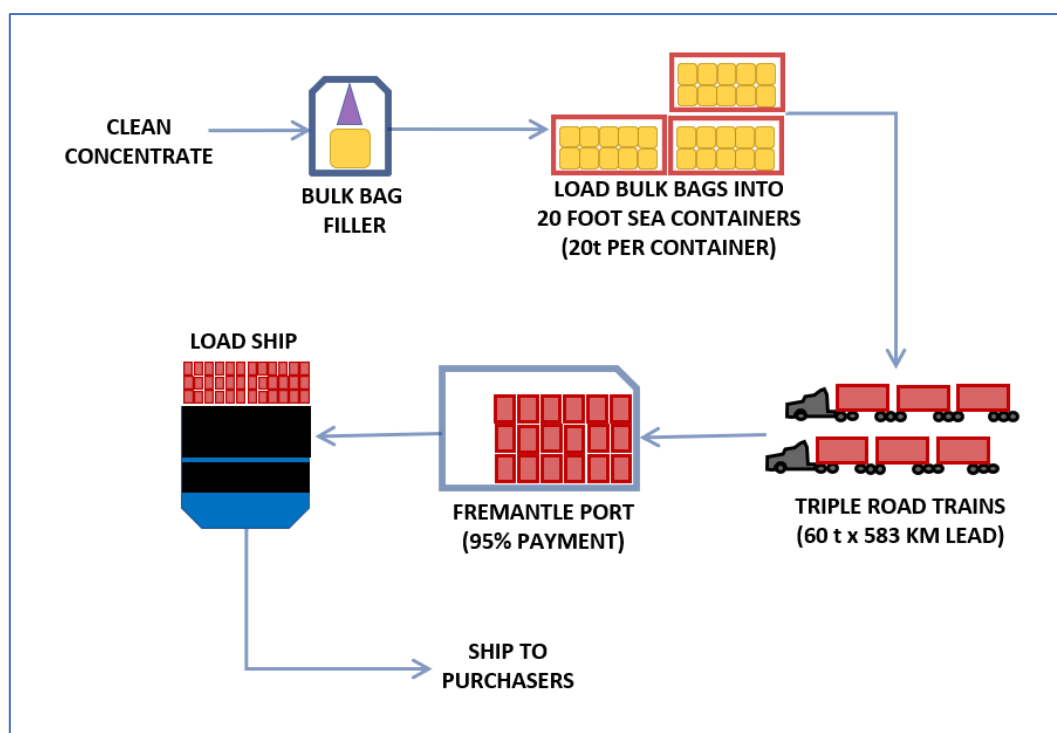 CLEAN
CONCENTRATE
BULK BAG
FILLER
LOAD BULK BAGS INTO
20 FOOT SEA CONTAINERS
(20t PER CONTAINER)
TRIPLE ROAD TRAINS
(60 t x 583 KM LEAD)
FREMANTLE PORT
(95% PAYMENT)
LOAD SHIP
SHIP TO
PURCHASERS